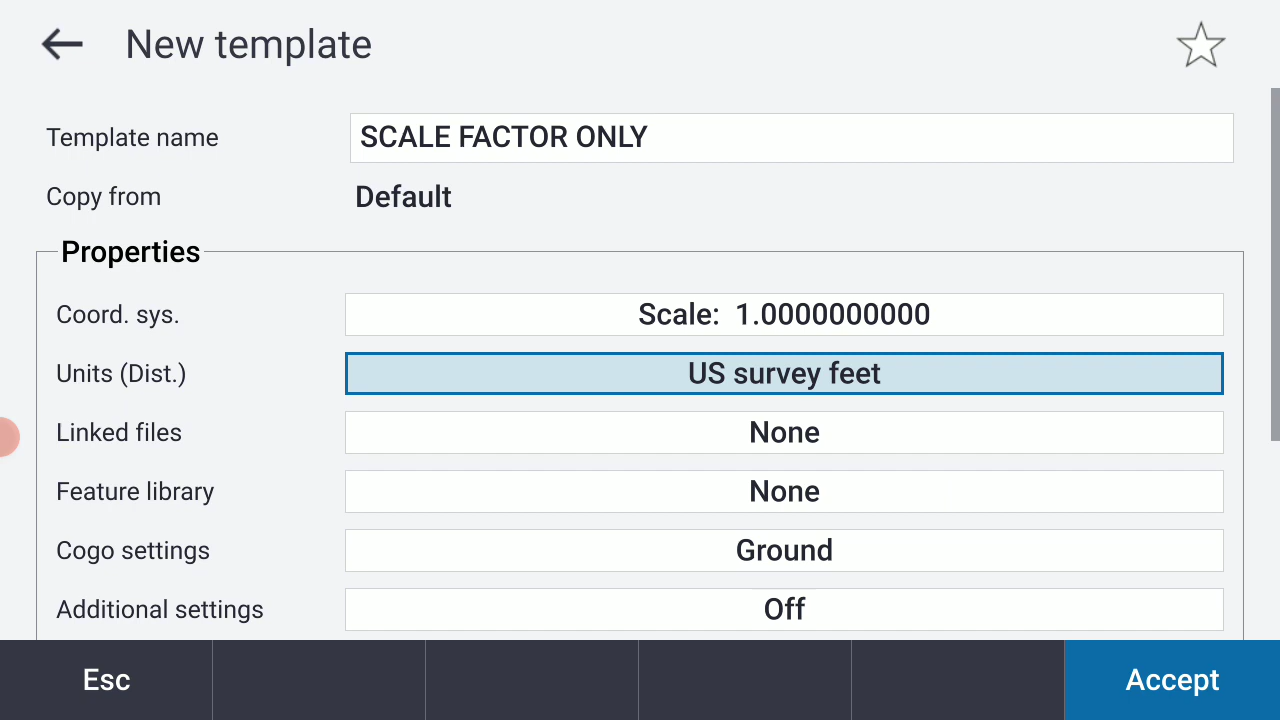 New template
Template name SCALE FACTOR ONLY
Copy from Default
Properties
Coord. sys. Scale: 1.0000000000
Units (Dist.) US survey feet
Linked files None
Feature library None
Cogo settings Ground
Additional settings Off
Esc Accept